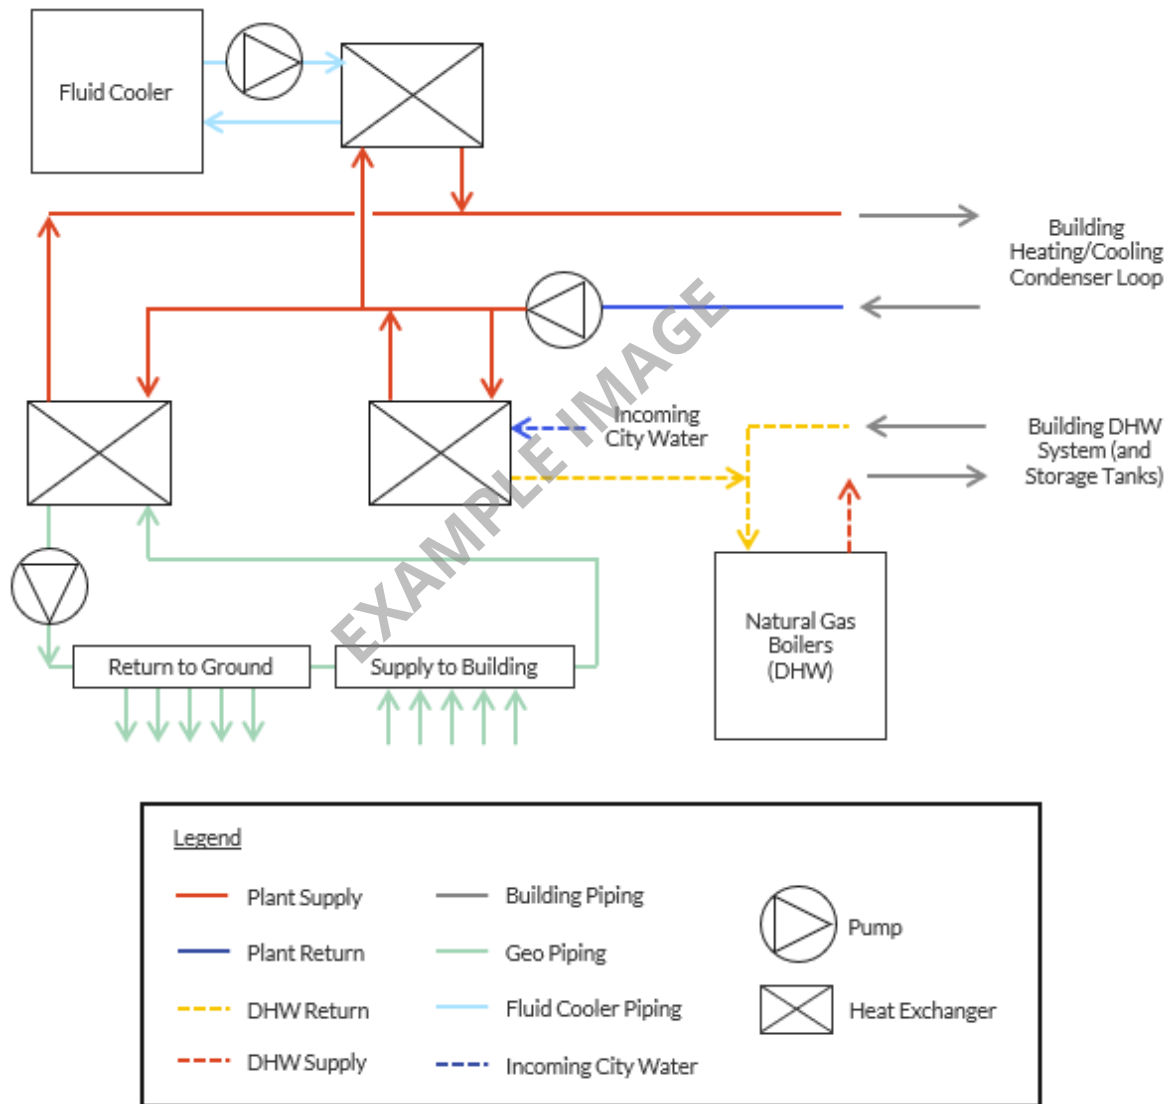 Fluid Cooler
Building
Heating/Cooling
Condenser Loop
Incoming
City Water
Building DHW
System (and
Storage Tanks)
EXAMPLE IMAGE
Natural Gas
Boilers
(DHW)
Return to Ground
Supply to Building
Legend
Plant Supply
Building Piping
Pump
Plant Return
Geo Piping
DHW Return
Fluid Cooler Piping
Heat Exchanger
DHW Supply
Incoming City Water